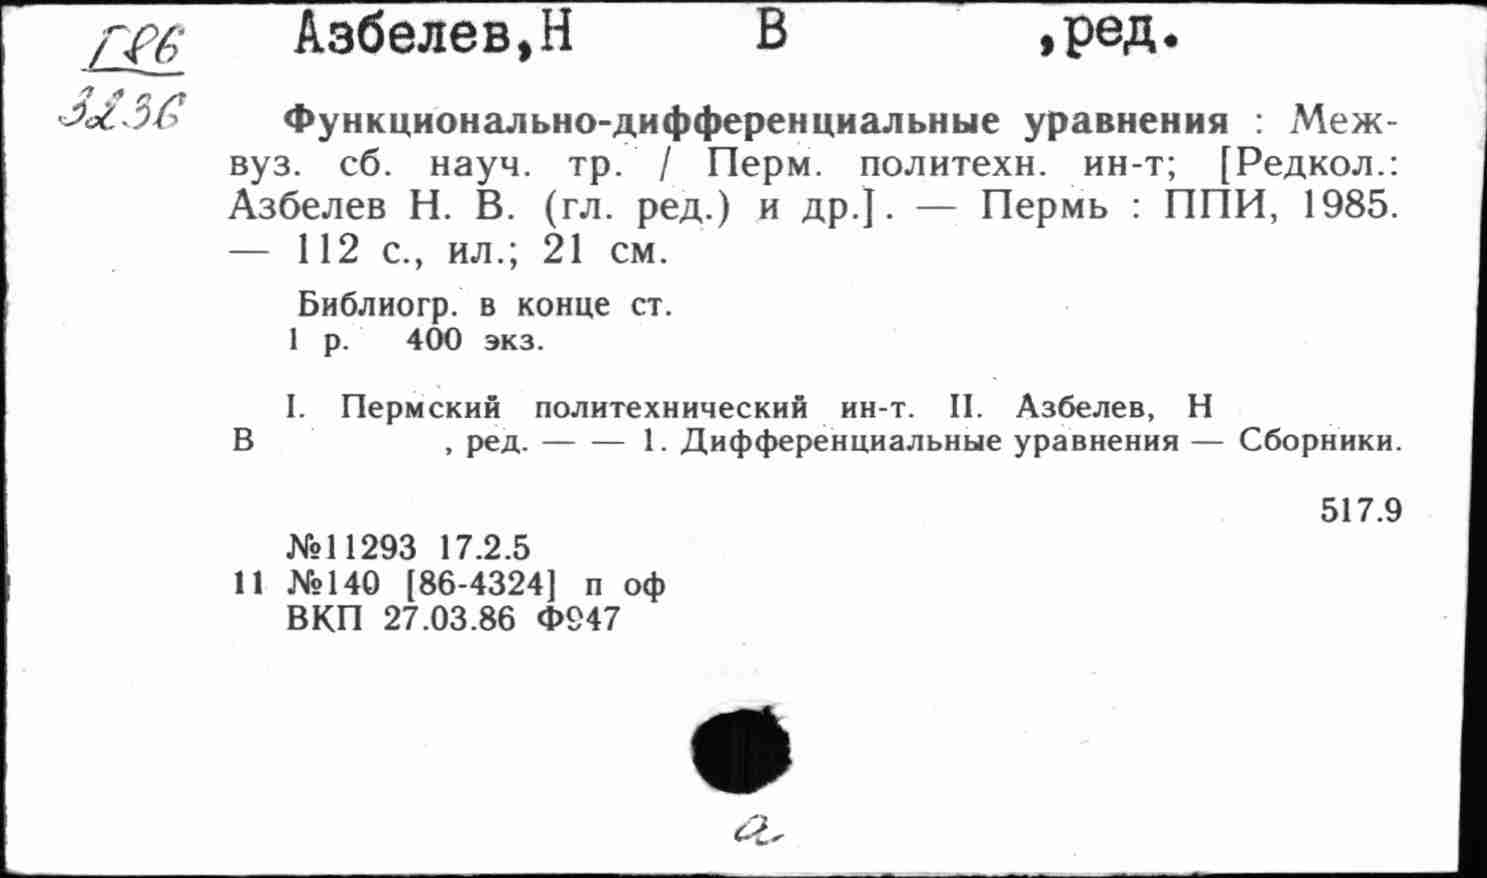 Азбелев,Н В ,ред.
Г86
3236
Функционально-дифференциальные уравнения : Меж-
вуз. сб. науч. тр. / Перм. политехн. ин-т; [Редкол.:
Азбелев Н. В. (гл. ред.) и др.]. — Пермь : ППИ, 1985.
— 112 с., ил.; 21 см.
Библиогр. в конце ст.
1 р. 400 экз.
I. Пермский политехнический ин-т. II. Азбелев, Н
В , ред. — — 1. Дифференциальные уравнения — Сборники.
517.9
№11293 17.2.5
11 №140 [86-4324] п оф
ВКП 27.03.86 Ф947
а